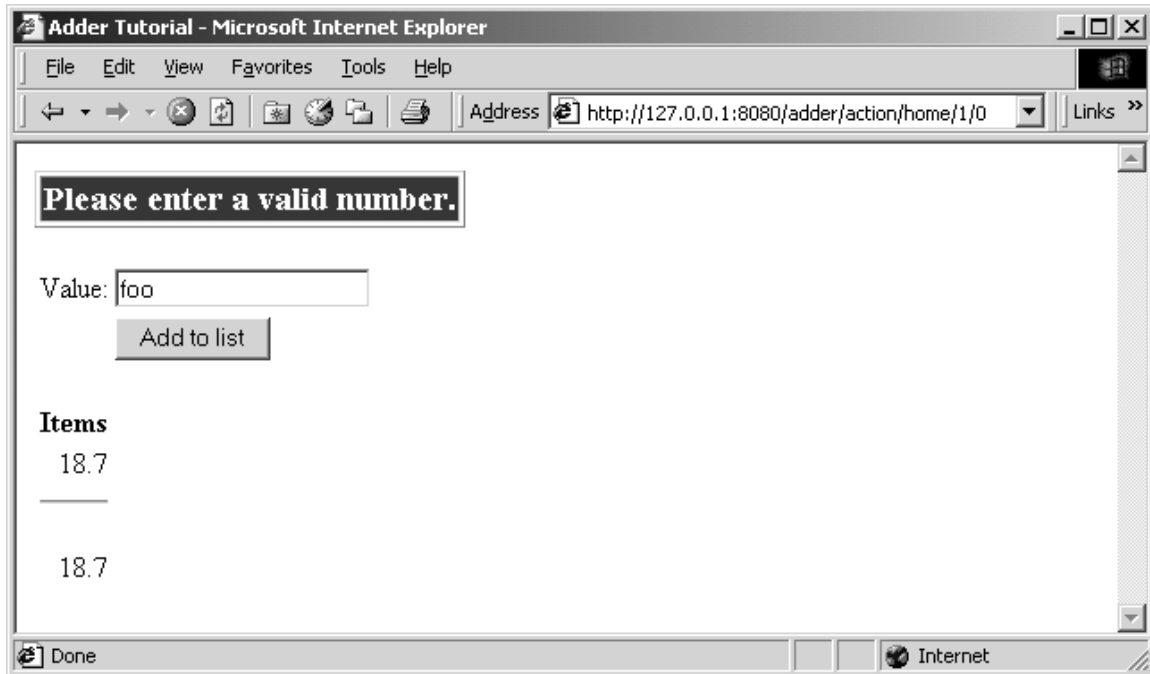 Adder Tutorial - Microsoft Internet Explorer
File Edit View Favorites Tools Help
Address http://127.0.0.1:8080/adder/action/home/1/0 Links »
Please enter a valid number.
Value: foo
Add to list
Items
18.7
18.7
Done Internet